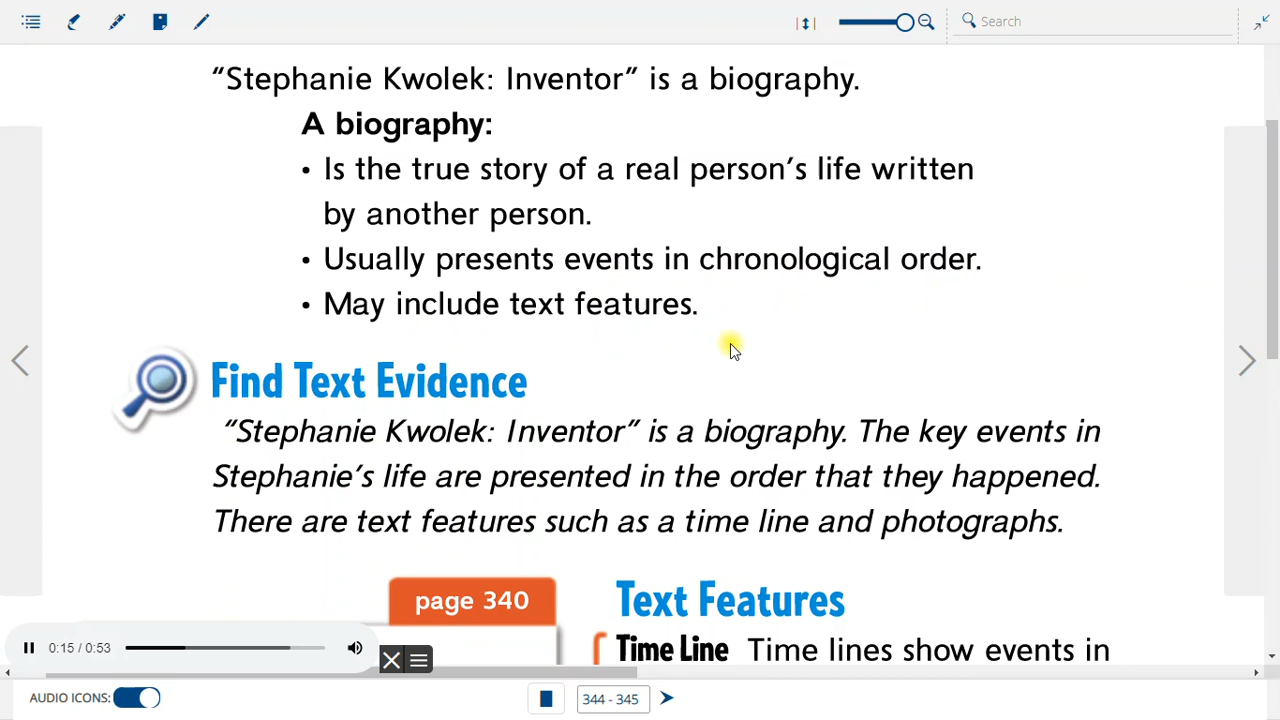 Search
“Stephanie Kwolek: Inventor” is a biography.
A biography:
• Is the true story of a real person’s life written
by another person.
• Usually presents events in chronological order.
• May include text features.
Find Text Evidence
“Stephanie Kwolek: Inventor” is a biography. The key events in
Stephanie’s life are presented in the order that they happened.
There are text features such as a time line and photographs.
page 340
Text Features
Time Line Time lines show events in
0:15 / 0:53
AUDIO ICONS:
344 - 345